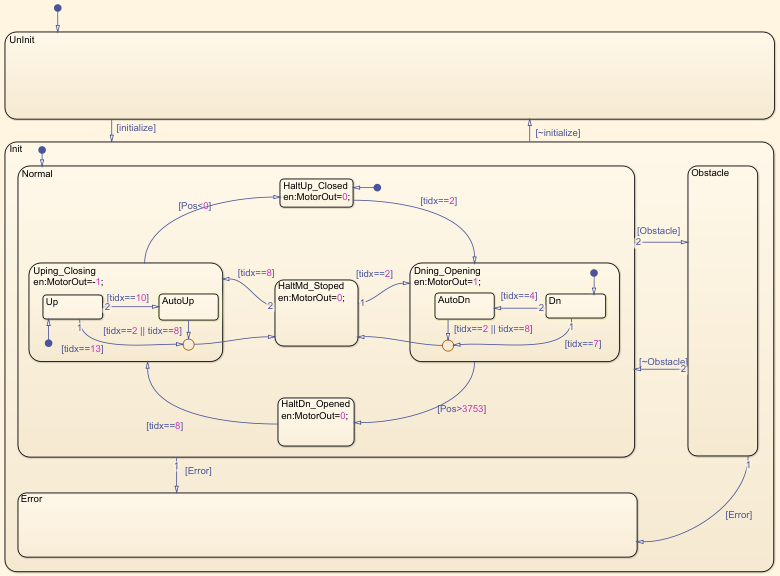 UnInit
[initialize]
[~initialize]
Init
Normal
Obstacle
HaltUp_Closed
en:MotorOut=0;
[Pos<0]
[tidx==2]
[Obstacle]
2
Uping_Closing
en:MotorOut=-1;
[tidx==8]
2
HaltMd_Stoped
en:MotorOut=0;
[tidx==2]
1
Dning_Opening
en:MotorOut=1;
Up
[tidx==10]
2
AutoUp
AutoDn
[tidx==4]
2
Dn
1
[tidx==2 || tidx==8]
[tidx==13]
[tidx==2 || tidx==8]
1
[tidx==7]
[~Obstacle]
2
HaltDn_Opened
en:MotorOut=0;
[tidx==8]
[Pos>3753]
1
[Error]
1
Error
[Error]